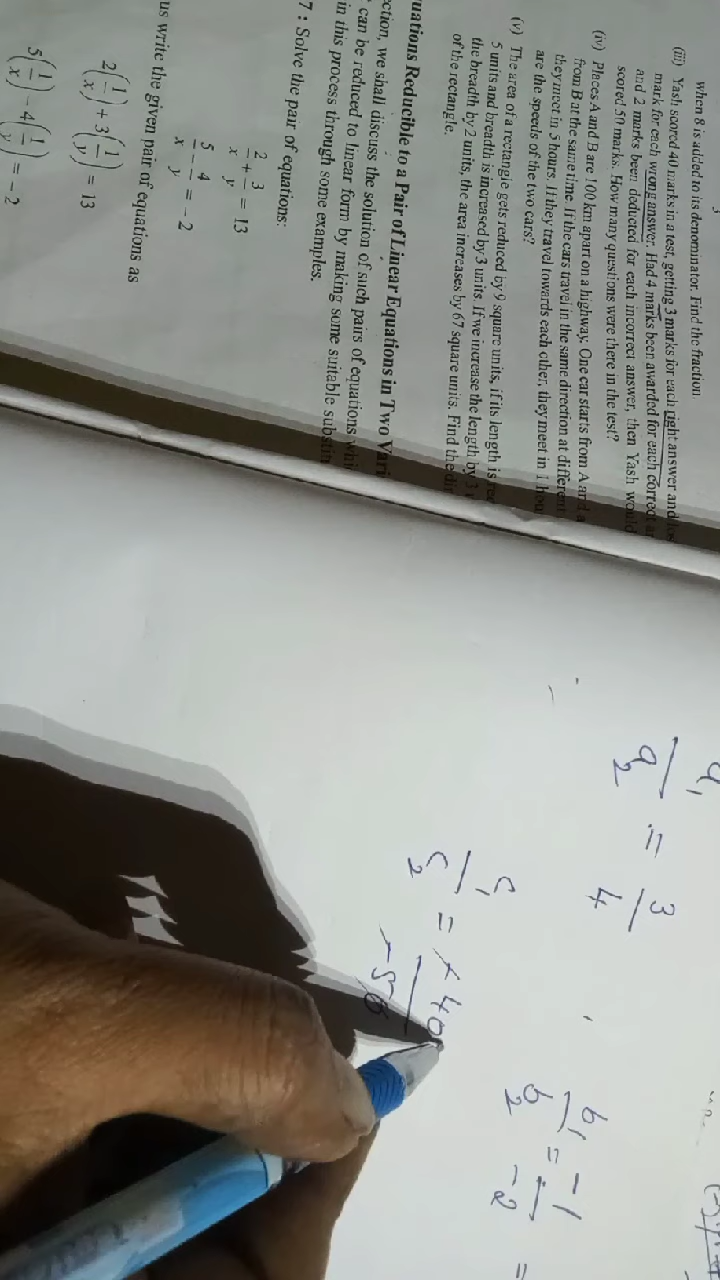 when 8 is added to its denominator. Find the fraction.
(iii) Yash scored 40 marks in a test, getting 3 marks for each right answer and
mark for each wrong answer. Had 4 marks been awarded for each correct
and 2 marks been deducted for each incorrect answer, then Yash would
scored 50 marks. How many questions were there in the test?
(iv) Places A and B are 100 km apart on a highway. One car starts from A and
from B at the same time. If the cars travel in the same direction at different
they meet in 5 hours. If they travel towards each other, they meet in 1 hou
are the speeds of the two cars?
(v) The area of a rectangle gets reduced by 9 square units, if its length is
5 units and breadth is increased by 3 units. If we increase the length by 3
the breadth by 2 units, the area increases by 67 square units. Find the di
of the rectangle.
uations Reducible to a Pair of Linear Equations in Two Vari
ction, we shall discuss the solution of such pairs of equations whi
can be reduced to linear form by making some suitable substitu
in this process through some examples.
7 : Solve the pair of equations:
2/x + 3/y = 13
5/x - 4/y = -2
us write the given pair of equations as
2(1/x) + 3(1/y) = 13
5(1/x) - 4(1/y) = -2
a1/a2 = 3/4
b1/b2 = -1/-2 =
c1/c2 = -40/-50